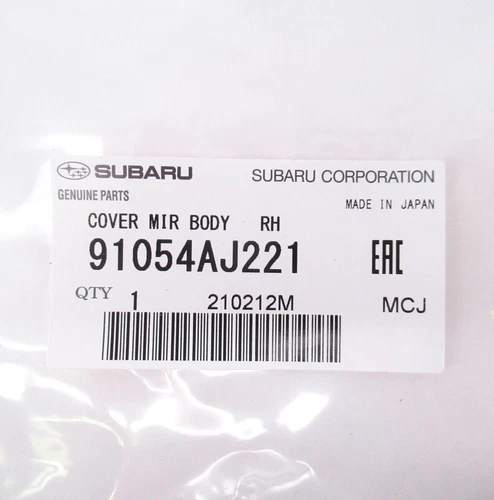 SUBARU SUBARU CORPORATION
GENUINE PARTS MADE IN JAPAN
COVER MIR BODY RH
91054AJ221 EAC
QTY 1 210212M MCJ